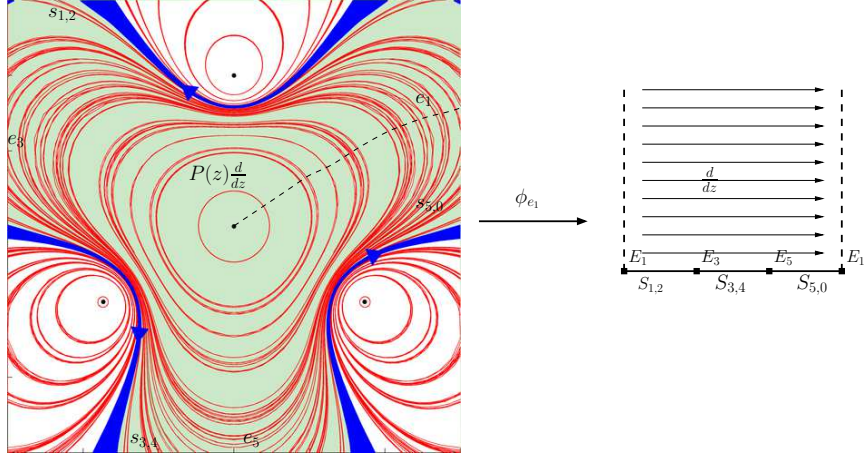 s₁,₂
e₁
e₃
P(z) d/dz
s₅,₀
s₃,₄
e₅
ϕₑ₁
d/dz
E₁ E₃ E₅ E₁
S₁,₂ S₃,₄ S₅,₀